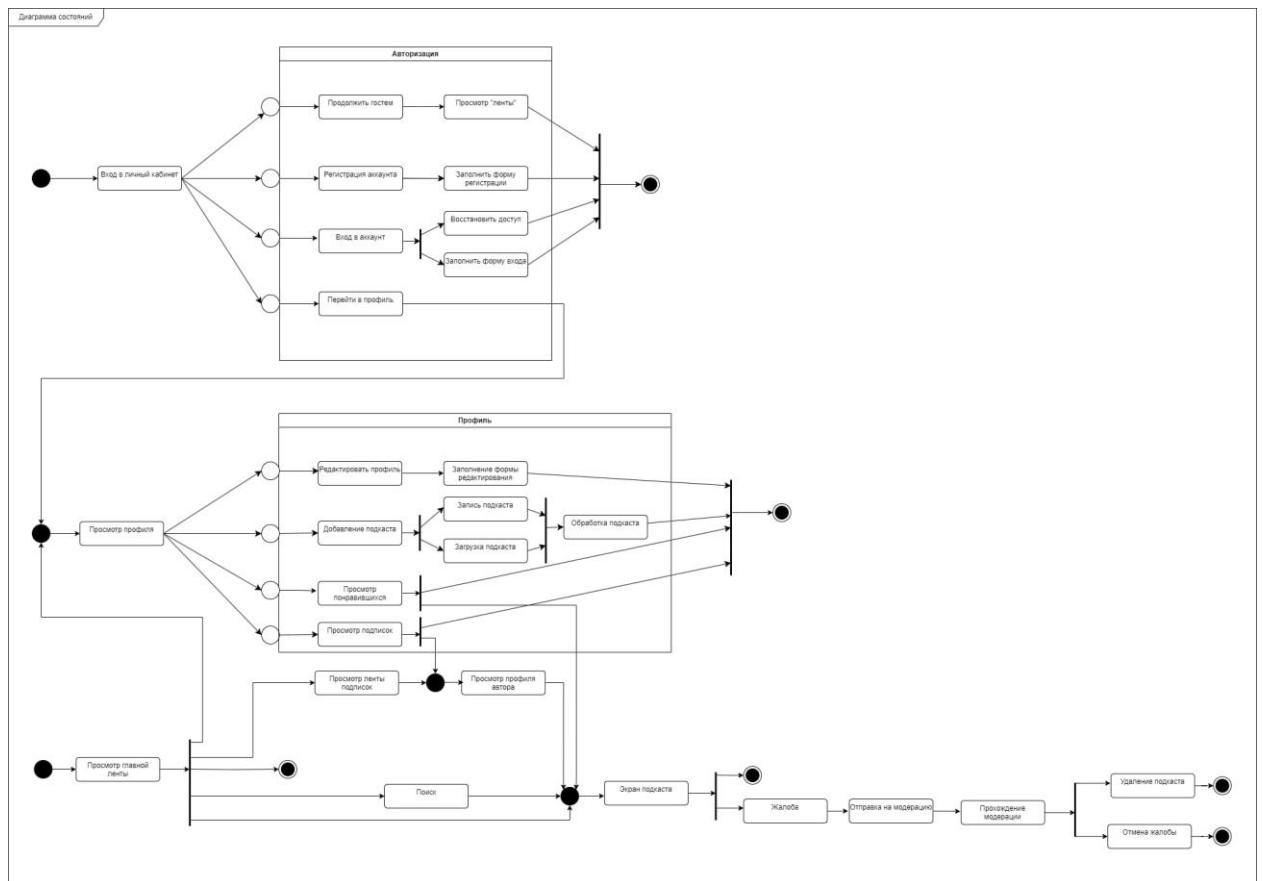 Диаграмма состояний
Авторизация
Продолжить гостем
Просмотр "ленты"
Вход в личный кабинет
Регистрация аккаунта
Заполнить форму
регистрации
Вход в аккаунт
Восстановить доступ
Заполнить форму входа
Перейти в профиль
Профиль
Редактировать профиль
Заполнение формы
редактирования
Просмотр профиля
Добавление подкаста
Запись подкаста
Загрузка подкаста
Обработка подкаста
Просмотр
понравившихся
Просмотр подписок
Просмотр ленты
подписок
Просмотр профиля
автора
Просмотр главной
ленты
Поиск
Экран подкаста
Жалоба
Отправка на модерацию
Прохождение
модерации
Удаление подкаста
Отмена жалобы